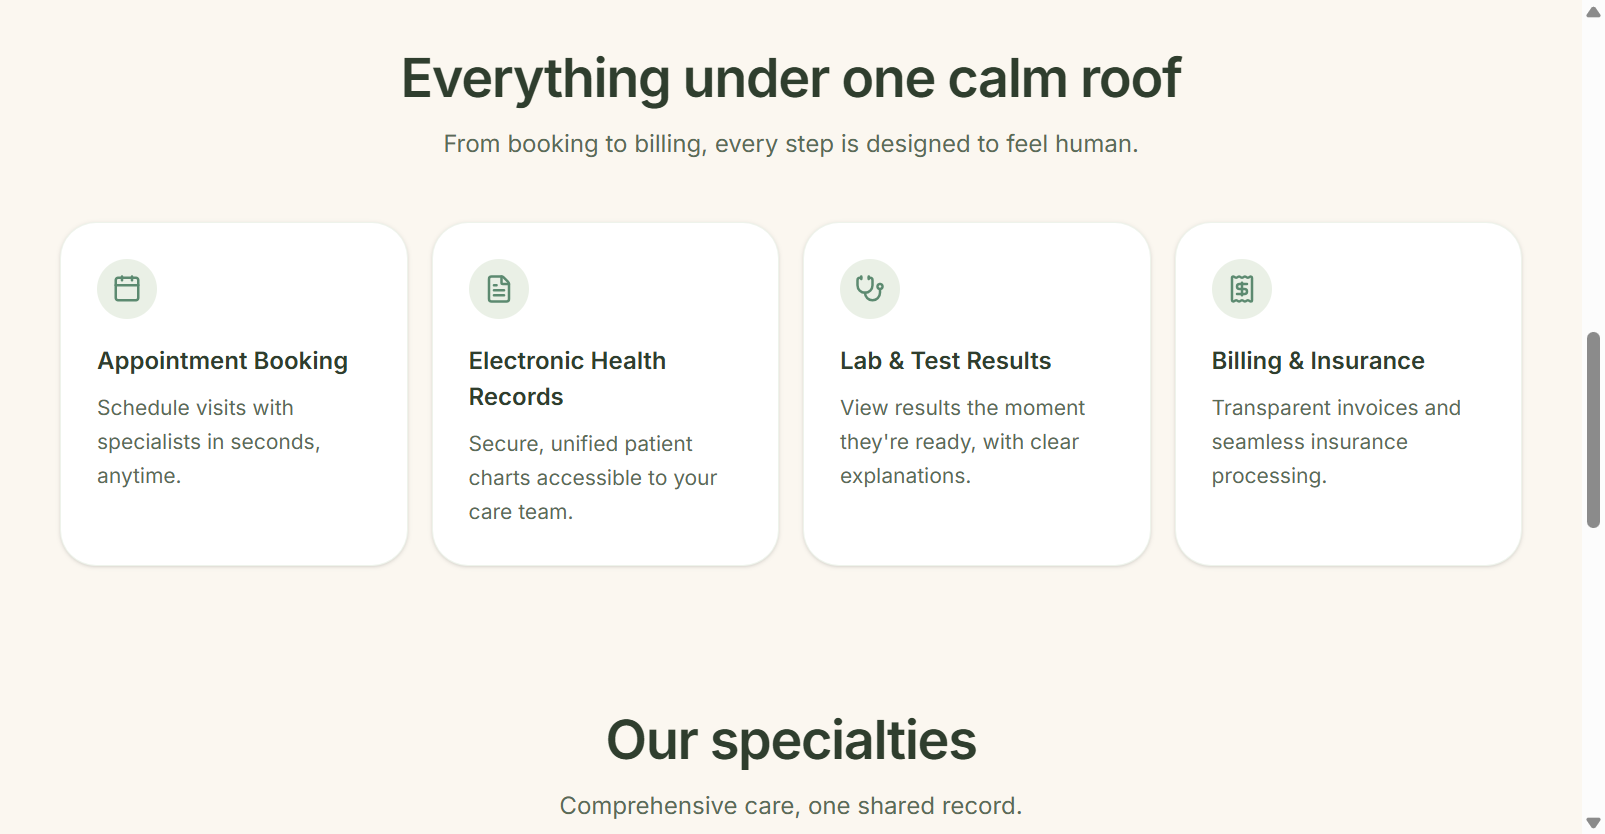 Everything under one calm roof
From booking to billing, every step is designed to feel human.
Appointment Booking
Schedule visits with
specialists in seconds,
anytime.
Electronic Health
Records
Secure, unified patient
charts accessible to your
care team.
Lab & Test Results
View results the moment
they're ready, with clear
explanations.
Billing & Insurance
Transparent invoices and
seamless insurance
processing.
Our specialties
Comprehensive care, one shared record.